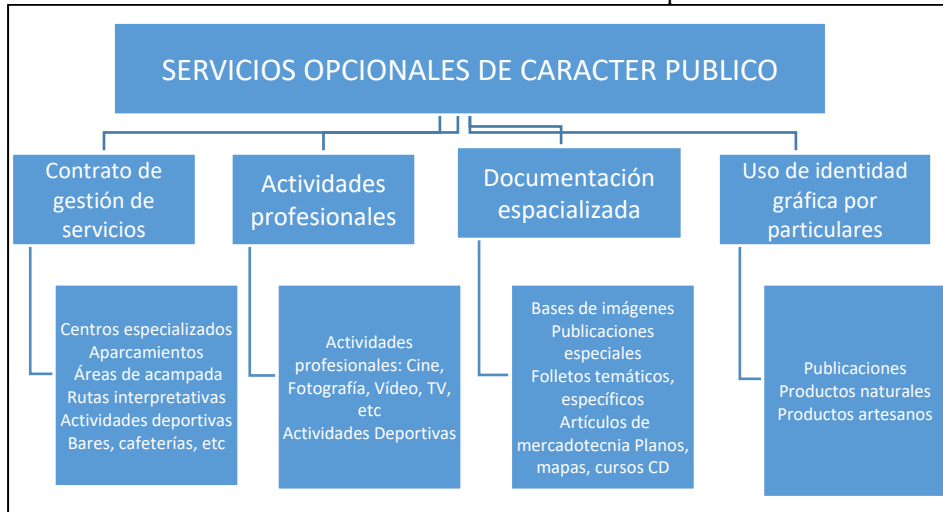 SERVICIOS OPCIONALES DE CARACTER PUBLICO
Contrato de
gestión de
servicios
Actividades
profesionales
Documentación
espacializada
Uso de identidad
gráfica por
particulares
Centros especializados
Aparcamientos
Áreas de acampada
Rutas interpretativas
Actividades deportivas
Bares, cafeterías, etc
Actividades
profesionales: Cine,
Fotografía, Vídeo, TV,
etc
Actividades Deportivas
Bases de imágenes
Publicaciones
especiales
Folletos temáticos,
específicos
Artículos de
mercadotecnia Planos,
mapas, cursos CD
Publicaciones
Productos naturales
Productos artesanos